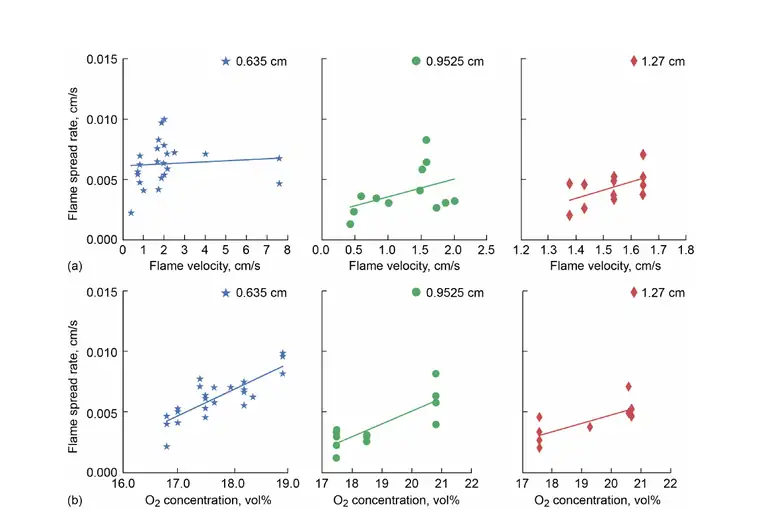 0.635 cm
0.9525 cm
1.27 cm
Flame spread rate, cm/s
0.015
0.010
0.005
0.000
0 1 2 3 4 5 6 7 8
0.0 0.5 1.0 1.5 2.0 2.5
1.2 1.3 1.4 1.5 1.6 1.7 1.8
(a)
Flame velocity, cm/s
Flame velocity, cm/s
Flame velocity, cm/s
0.635 cm
0.9525 cm
1.27 cm
Flame spread rate, cm/s
0.015
0.010
0.005
0.000
16.0 17.0 18.0 19.0
17 18 19 20 21 22
17 18 19 20 21 22
(b)
O2 concentration, vol%
O2 concentration, vol%
O2 concentration, vol%